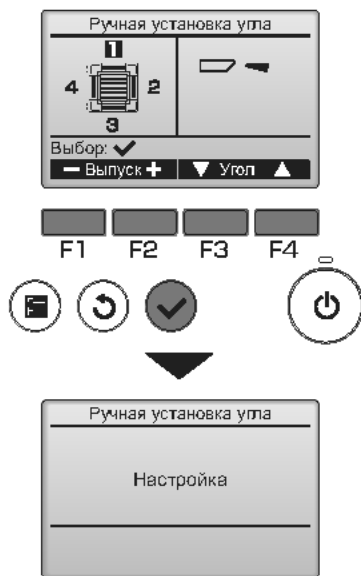 Ручная установка угла
1
4 2
3
Выбор: ✔
− Выпуск + ▼ Угол ▲
F1 F2 F3 F4
Ручная установка угла
Настройка